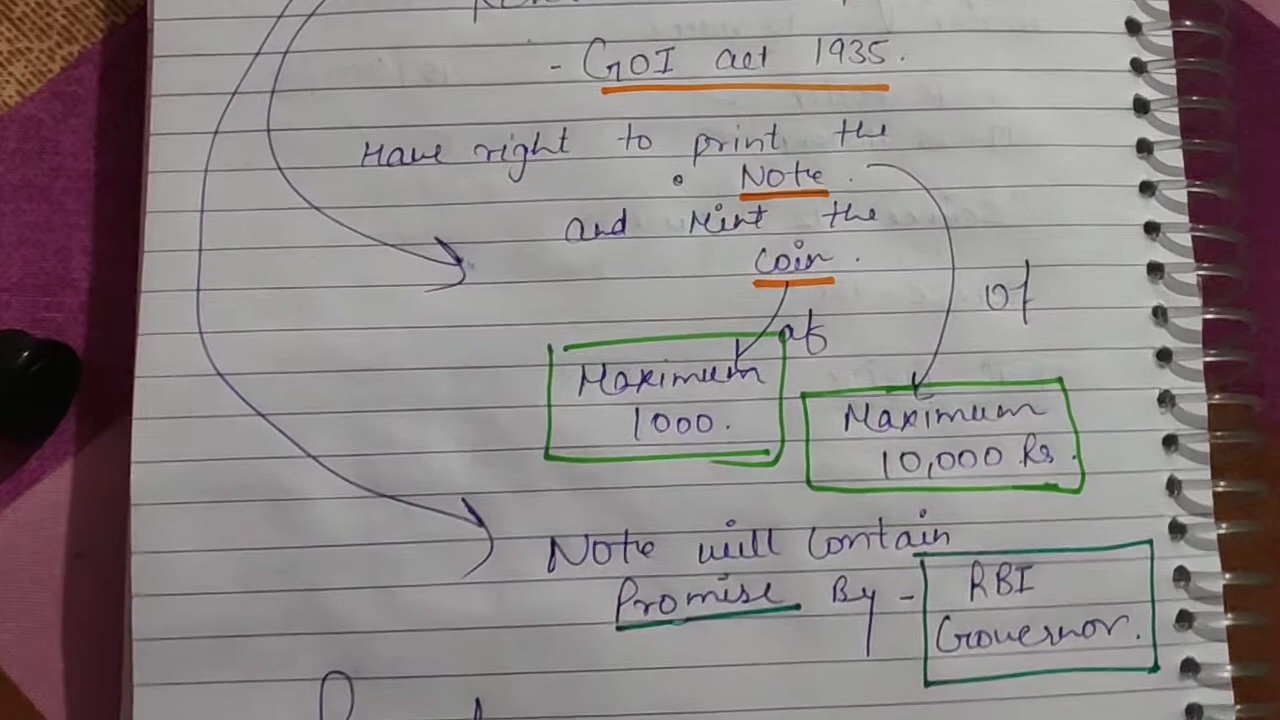 - GOI act 1935.
Have right to print the
• Note.
and Mint the
coin.
of
of
Maximum
1000.
Maximum
10,000 Rs.
Note will contain
Promise By -
RBI
Governor.